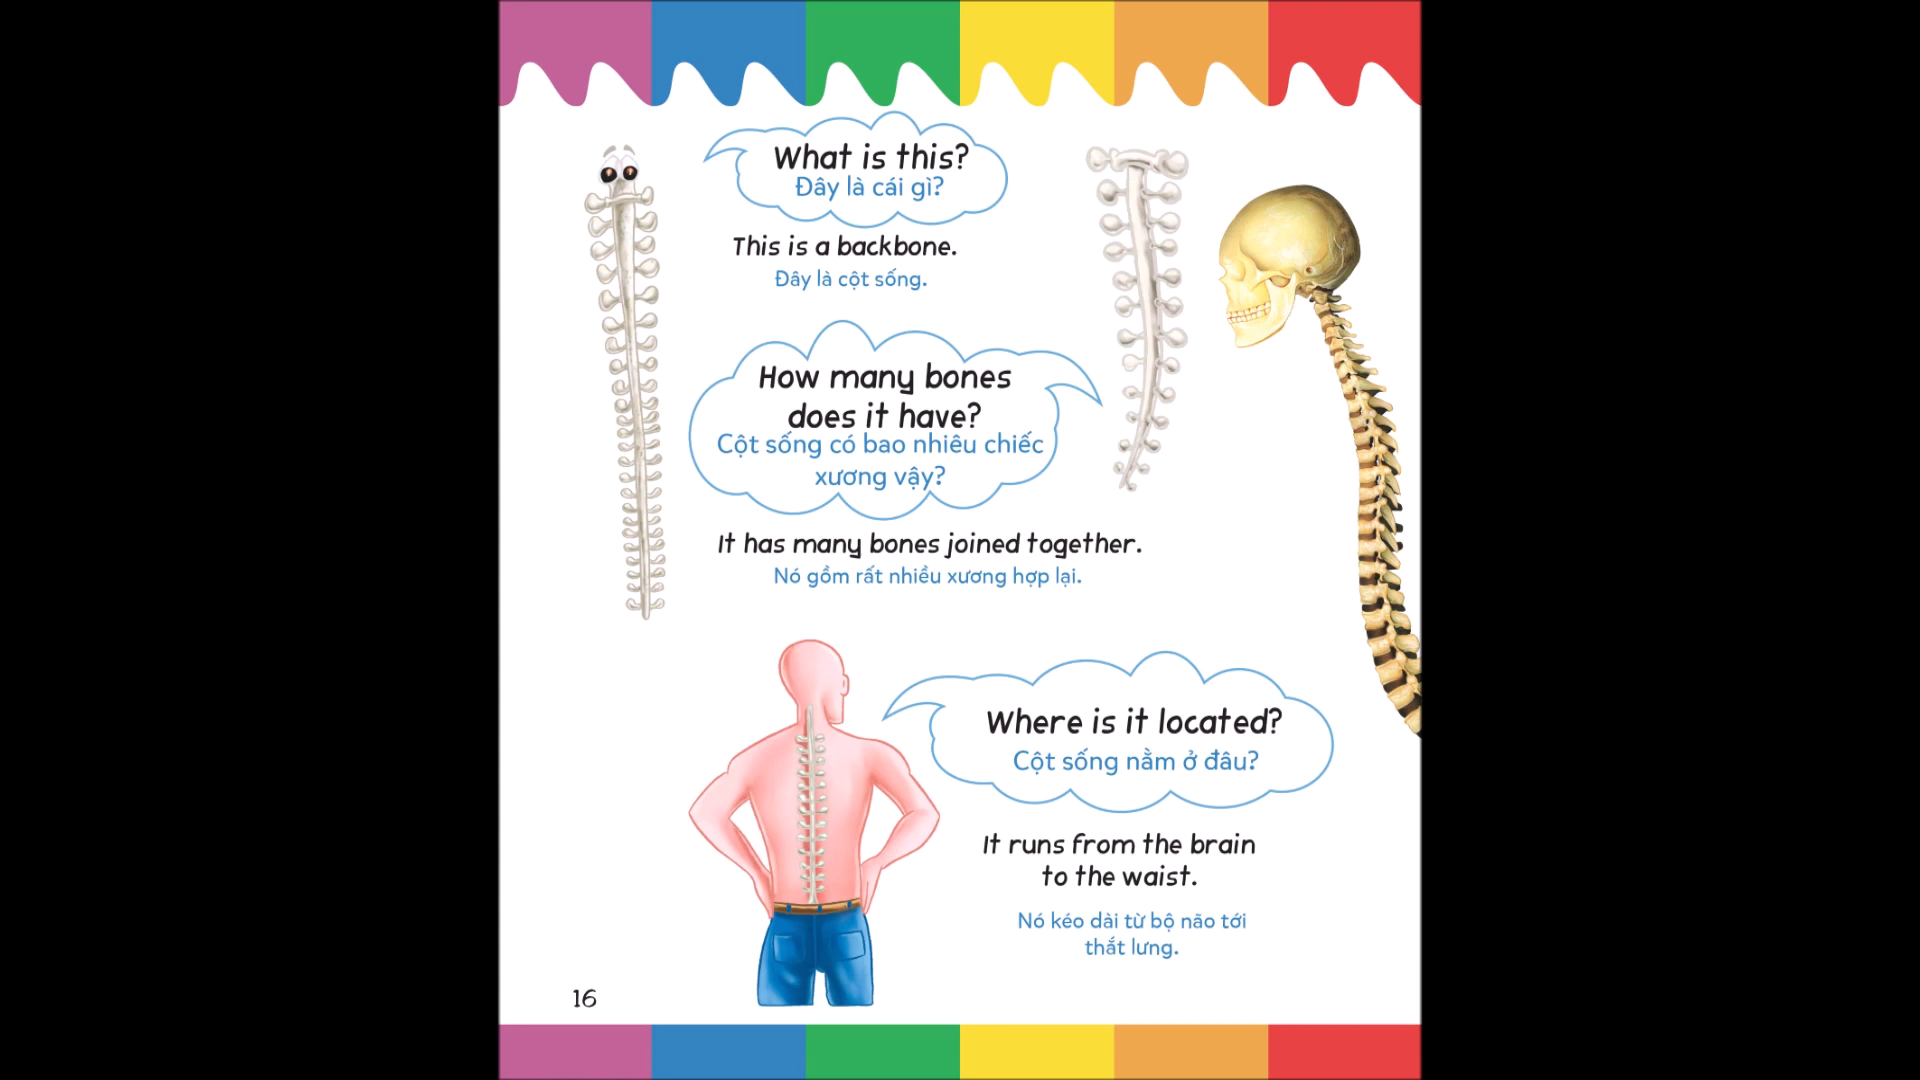 What is this?
Đây là cái gì?
This is a backbone.
Đây là cột sống.
How many bones
does it have?
Cột sống có bao nhiêu chiếc
xương vậy?
It has many bones joined together.
Nó gồm rất nhiều xương hợp lại.
Where is it located?
Cột sống nằm ở đâu?
It runs from the brain
to the waist.
Nó kéo dài từ bộ não tới
thắt lưng.
16